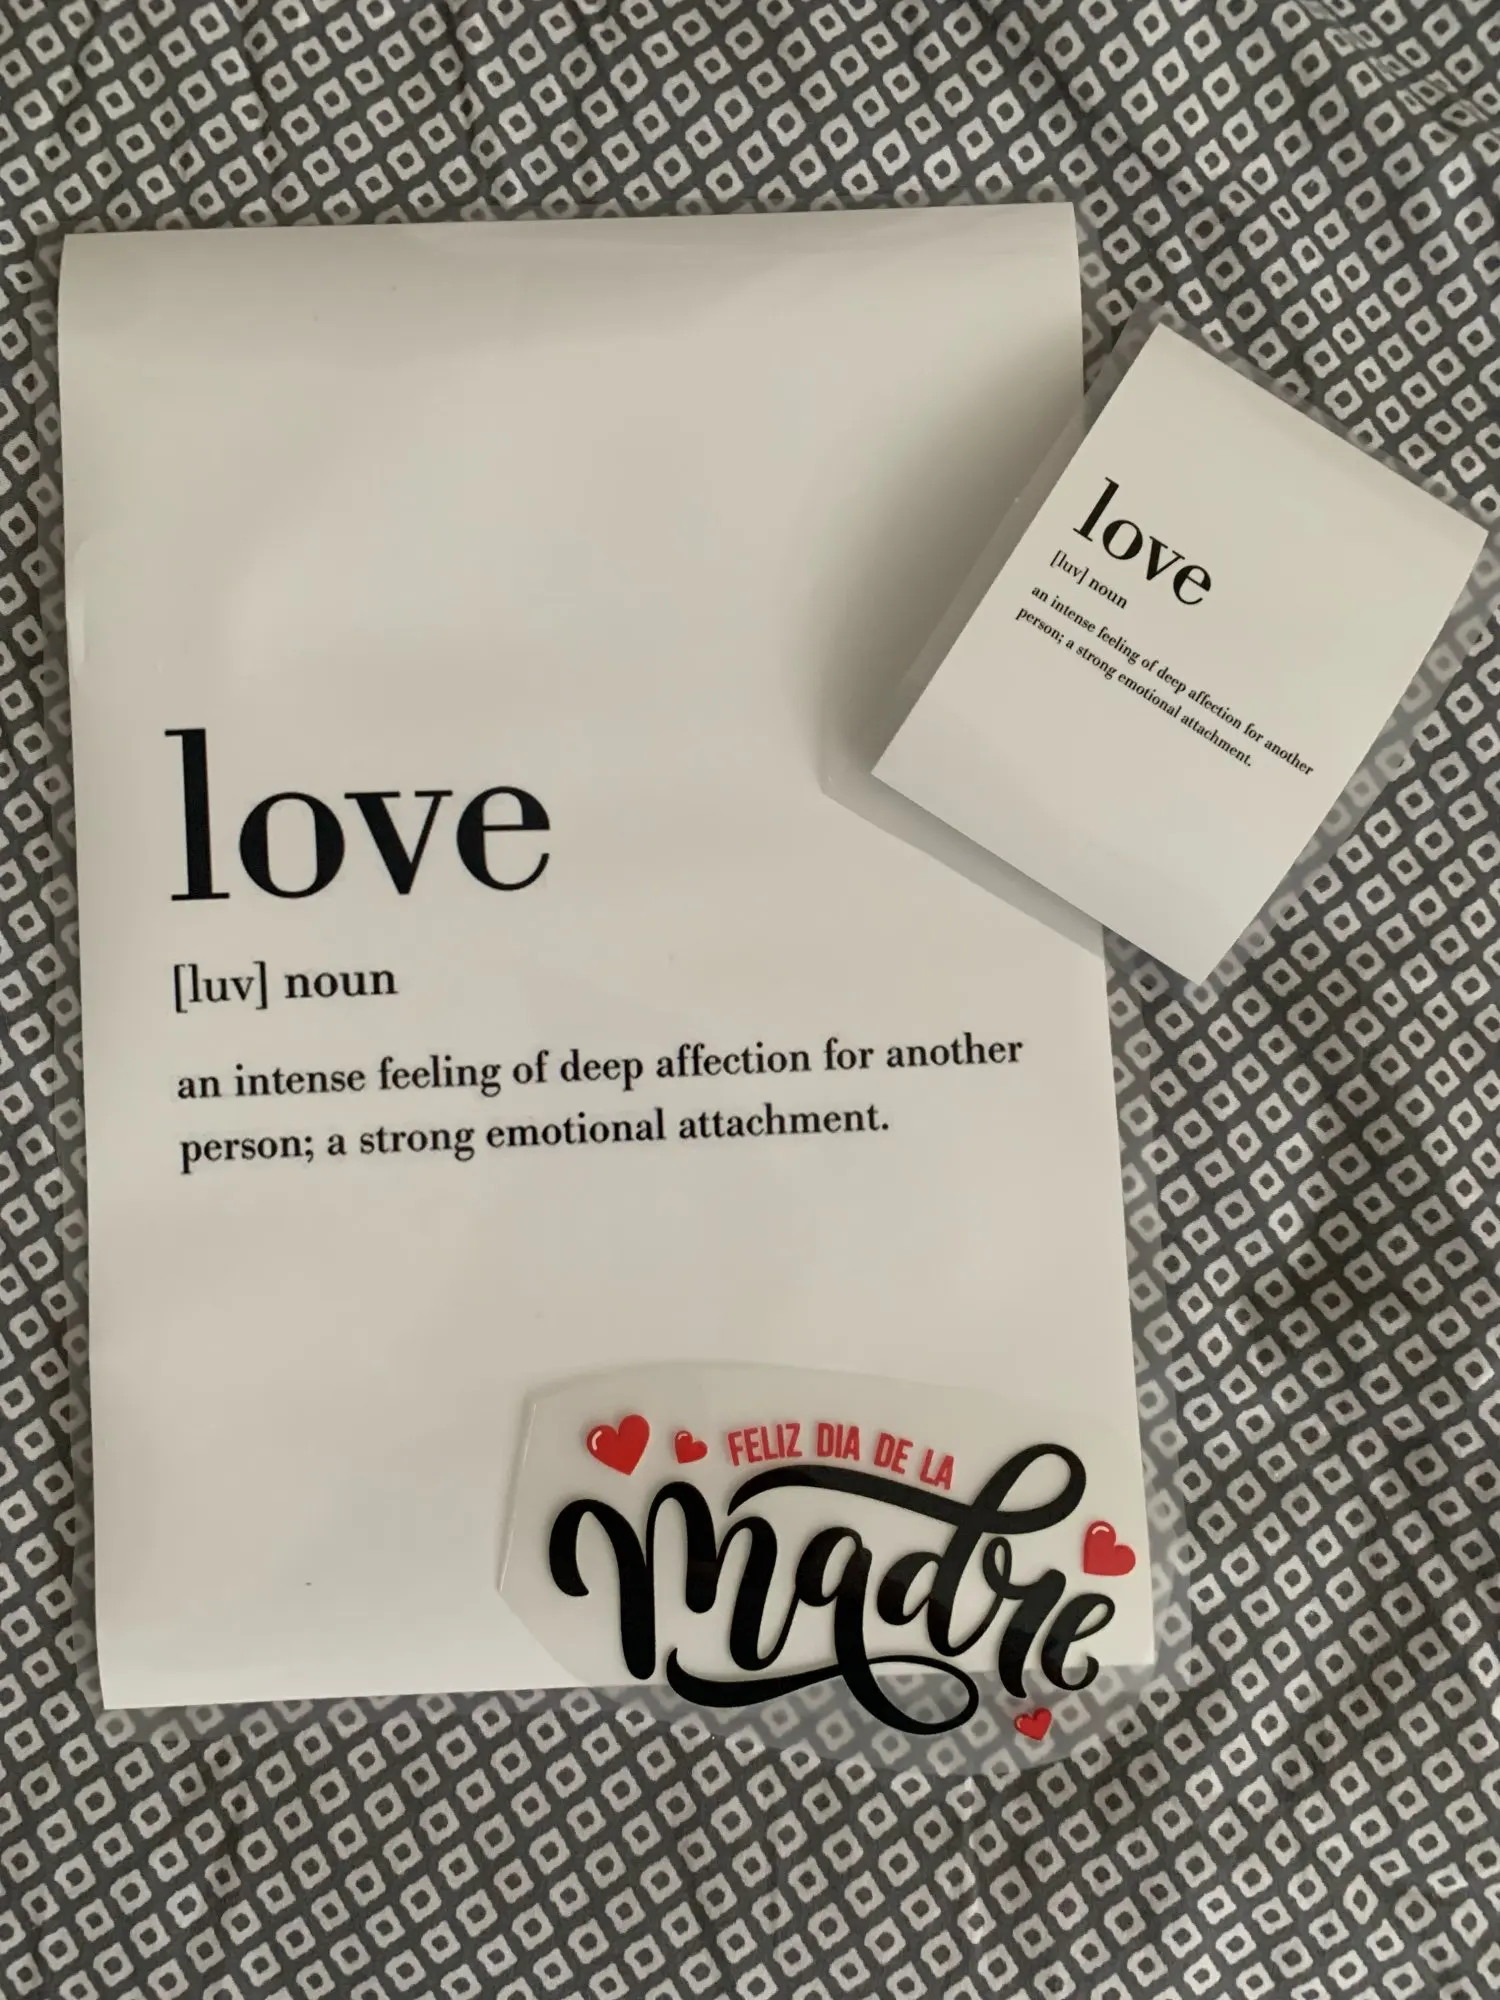 love
[luv] noun
an intense feeling of deep affection for another
person; a strong emotional attachment.
love
[luv] noun
an intense feeling of deep affection for another
person; a strong emotional attachment.
FELIZ DIA DE LA
madre